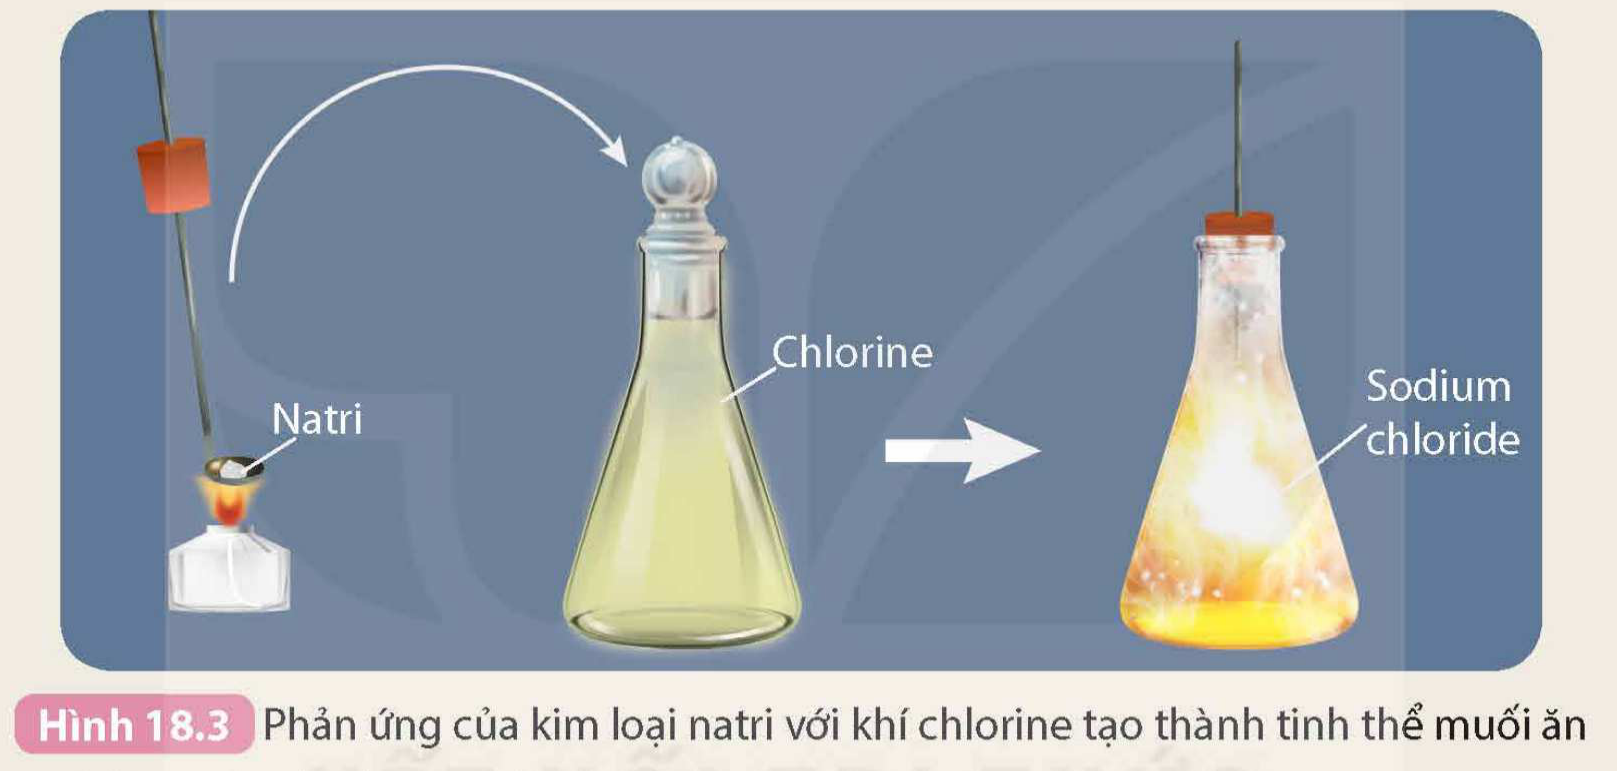 Natri
Chlorine
Sodium
chloride
Hình 18.3 Phản ứng của kim loại natri với khí chlorine tạo thành tinh thể muối ăn